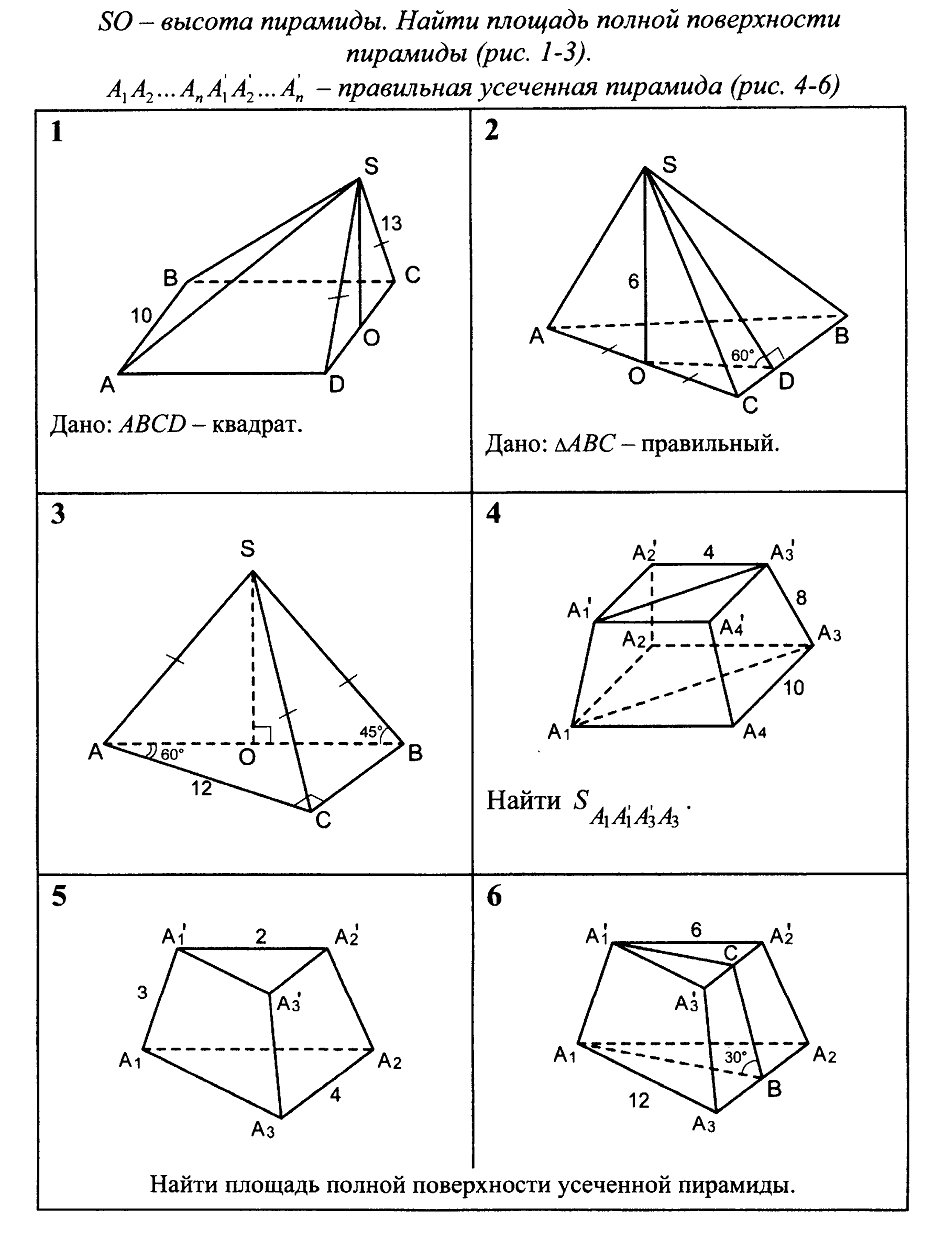 SO – высота пирамиды. Найти площадь полной поверхности
пирамиды (рис. 1-3).
A₁A₂...AₙA₁'A₂'...Aₙ' – правильная усеченная пирамида (рис. 4-6)
1
S
13
B
C
10
O
A
D
Дано: ABCD – квадрат.
2
S
6
A
B
60°
O
D
C
Дано: ΔABC – правильный.
3
S
A
60°
O
45°
B
12
C
4
A₂'
4
A₃'
8
A₁'
A₄'
A₂
A₃
10
A₁
A₄
Найти S A₁A₁'A₃'A₃.
5
A₁'
2
A₂'
3
A₃'
A₁
A₂
4
A₃
6
A₁'
6
A₂'
C
A₃'
A₁
30°
A₂
B
12
A₃
Найти площадь полной поверхности усеченной пирамиды.